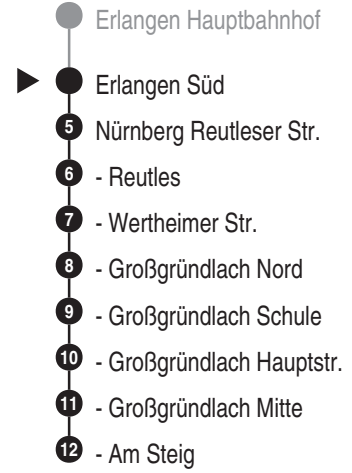 Erlangen Hauptbahnhof
Erlangen Süd
5 Nürnberg Reutleser Str.
6 - Reutles
7 - Wertheimer Str.
8 - Großgründlach Nord
9 - Großgründlach Schule
10 - Großgründlach Hauptstr.
11 - Großgründlach Mitte
12 - Am Steig